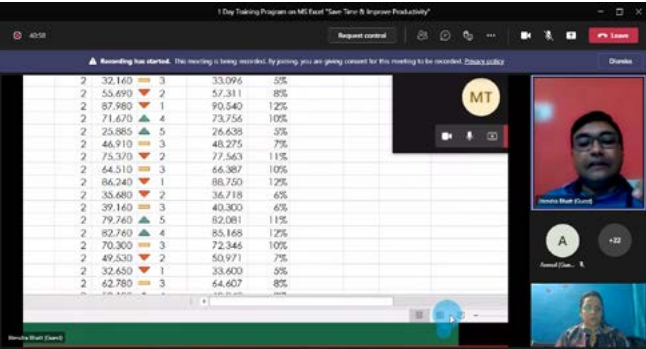 1 Day Training Program on MS Excel "Save Time & Improve Productivity"
40:58
Request control
Leave
Recording has started. This meeting is being recorded. By joining, you are giving consent for this meeting to be recorded. Privacy policy
Dismiss
2 32,160 3 33,096 5%
2 55,690 2 57,311 8%
2 87,980 1 90,540 12%
2 71,670 4 73,756 10%
2 25,885 5 26,638 5%
2 46,910 3 48,275 7%
2 75,370 2 77,563 11%
2 64,510 3 66,387 10%
2 86,240 1 88,750 12%
2 35,680 2 36,718 6%
2 39,160 3 40,300 6%
2 79,760 5 82,081 11%
2 82,760 4 85,168 12%
2 70,300 3 72,346 10%
2 49,530 2 50,971 7%
2 32,650 1 33,600 5%
2 62,780 3 64,607 8%
MT
Jitendra Bhatt (Guest)
A
+22
Jitendra Bhatt (Guest)